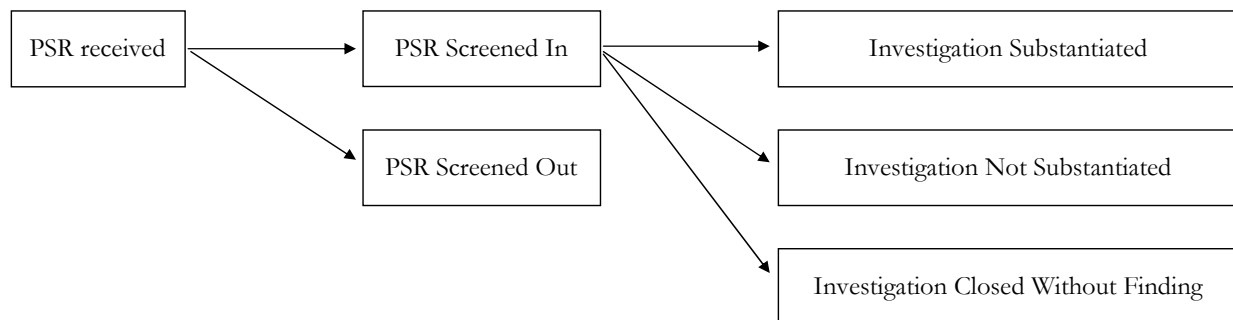 PSR received
PSR Screened In
Investigation Substantiated
PSR Screened Out
Investigation Not Substantiated
Investigation Closed Without Finding